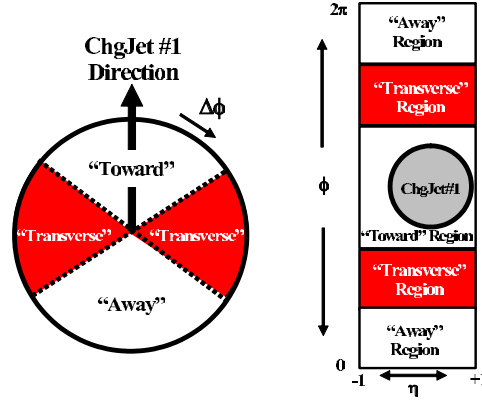 ChgJet #1
Direction
Δϕ
“Toward”
“Transverse”
“Transverse”
“Away”
2π
“Away”
Region
“Transverse”
Region
ϕ
ChgJet#1
“Toward” Region
“Transverse”
Region
“Away”
Region
0
-1
η
+1